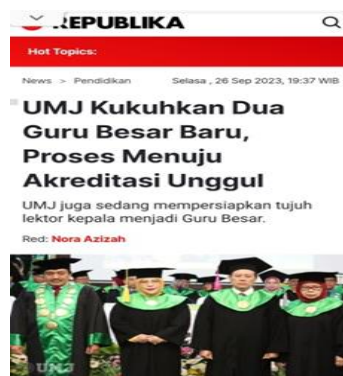 REPUBLIKA
Hot Topics:
News > Pendidikan Selasa , 26 Sep 2023, 19:37 WIB
UMJ Kukuhkan Dua
Guru Besar Baru,
Proses Menuju
Akreditasi Unggul
UMJ juga sedang mempersiapkan tujuh
lektor kepala menjadi Guru Besar.
Red: Nora Azizah
UMJ